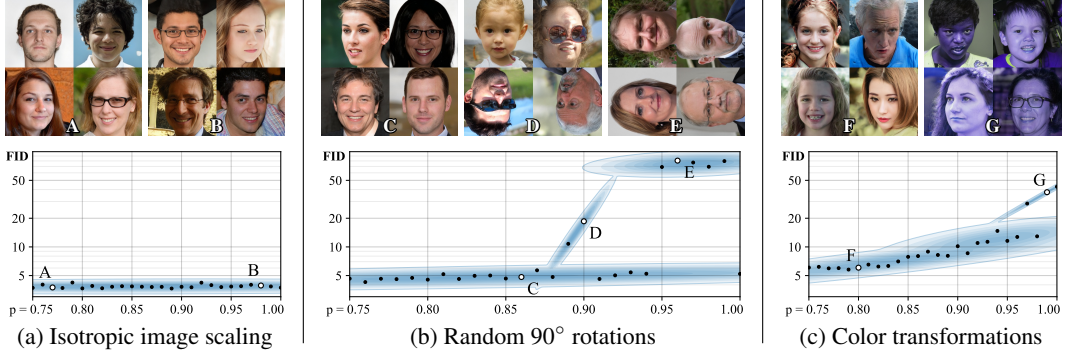 A B C D E F G
FID
50
20
10
5
A B
p = 0.75 0.80 0.85 0.90 0.95 1.00
(a) Isotropic image scaling
FID
50
20
10
5
E
D
C
p = 0.75 0.80 0.85 0.90 0.95 1.00
(b) Random 90° rotations
FID
50
20
10
5
G
F
p = 0.75 0.80 0.85 0.90 0.95 1.00
(c) Color transformations